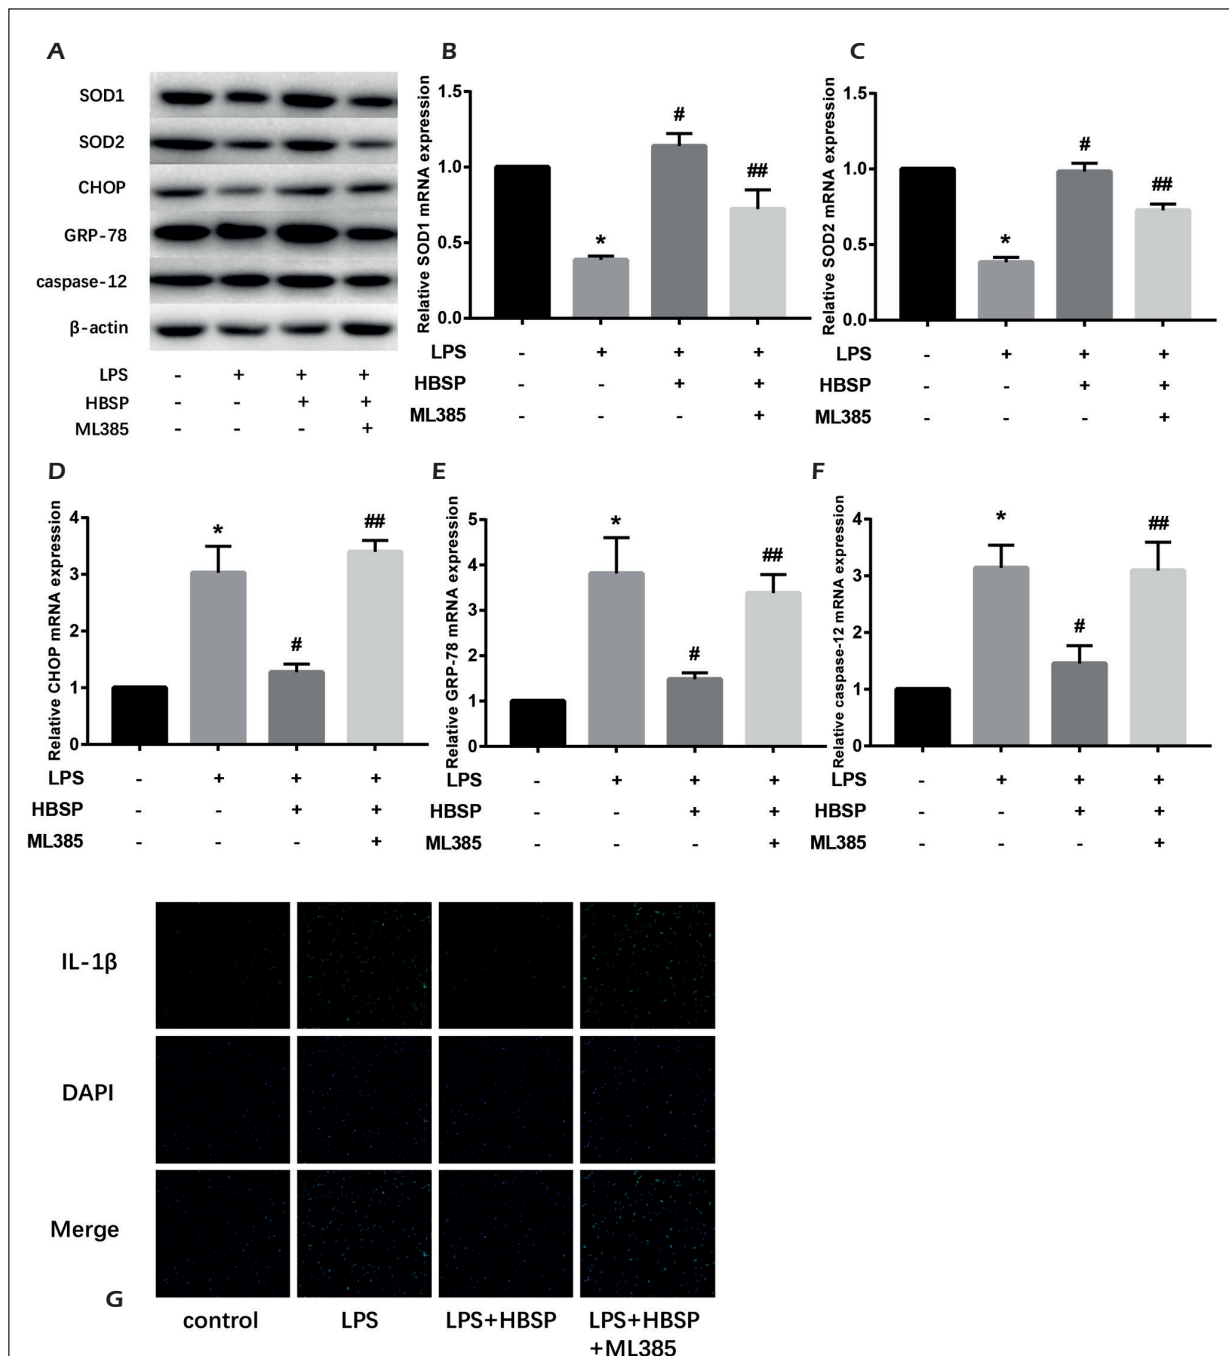 A
SOD1
SOD2
CHOP
GRP-78
caspase-12
β-actin
LPS - + + +
HBSP - - + +
ML385 - - - +
B
Relative SOD1 mRNA expression
1.5
1.0
0.5
0.0
*
#
##
LPS - + + +
HBSP - - + +
ML385 - - - +
C
Relative SOD2 mRNA expression
1.5
1.0
0.5
0.0
*
#
##
LPS - + + +
HBSP - - + +
ML385 - - - +
D
Relative CHOP mRNA expression
4
3
2
1
0
*
#
##
LPS - + + +
HBSP - - + +
ML385 - - - +
E
Relative GRP-78 mRNA expression
5
4
3
2
1
0
*
#
##
LPS - + + +
HBSP - - + +
ML385 - - - +
F
Relative caspase-12 mRNA expression
4
3
2
1
0
*
#
##
LPS - + + +
HBSP - - + +
ML385 - - - +
IL-1β
DAPI
Merge
G
control LPS LPS+HBSP LPS+HBSP
+ML385